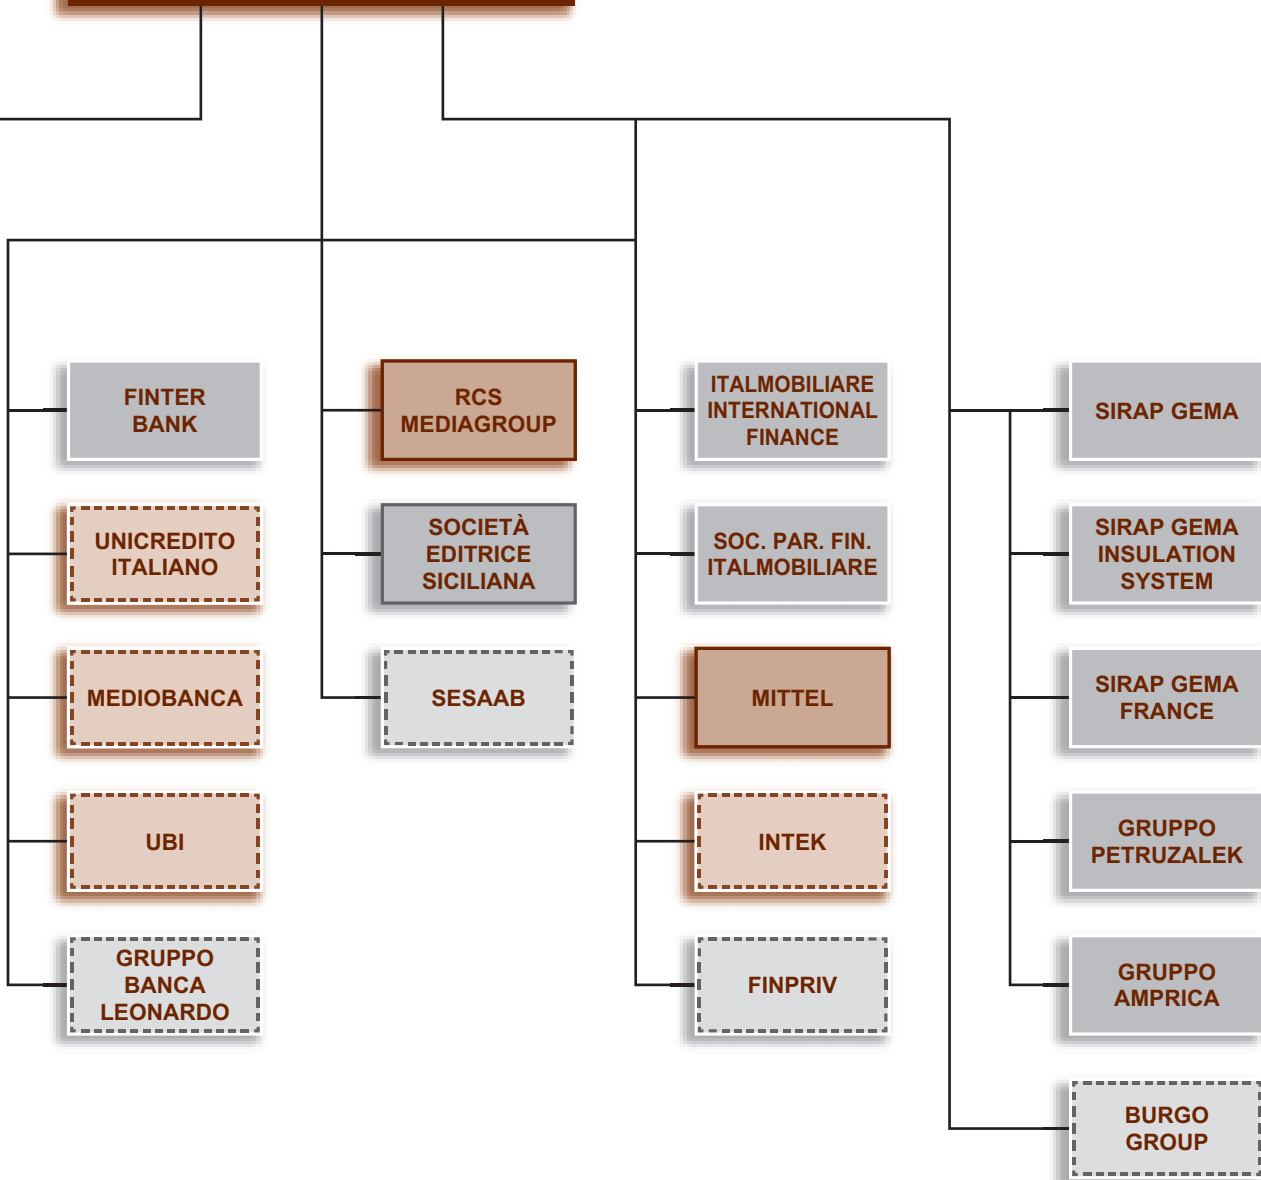 FINTER
BANK
UNICREDITO
ITALIANO
MEDIOBANCA
UBI
GRUPPO
BANCA
LEONARDO
RCS
MEDIAGROUP
SOCIETÀ
EDITRICE
SICILIANA
SESAAB
ITALMOBILIARE
INTERNATIONAL
FINANCE
SOC. PAR. FIN.
ITALMOBILIARE
MITTEL
INTEK
FINPRIV
SIRAP GEMA
SIRAP GEMA
INSULATION
SYSTEM
SIRAP GEMA
FRANCE
GRUPPO
PETRUZALEK
GRUPPO
AMPRICA
BURGO
GROUP